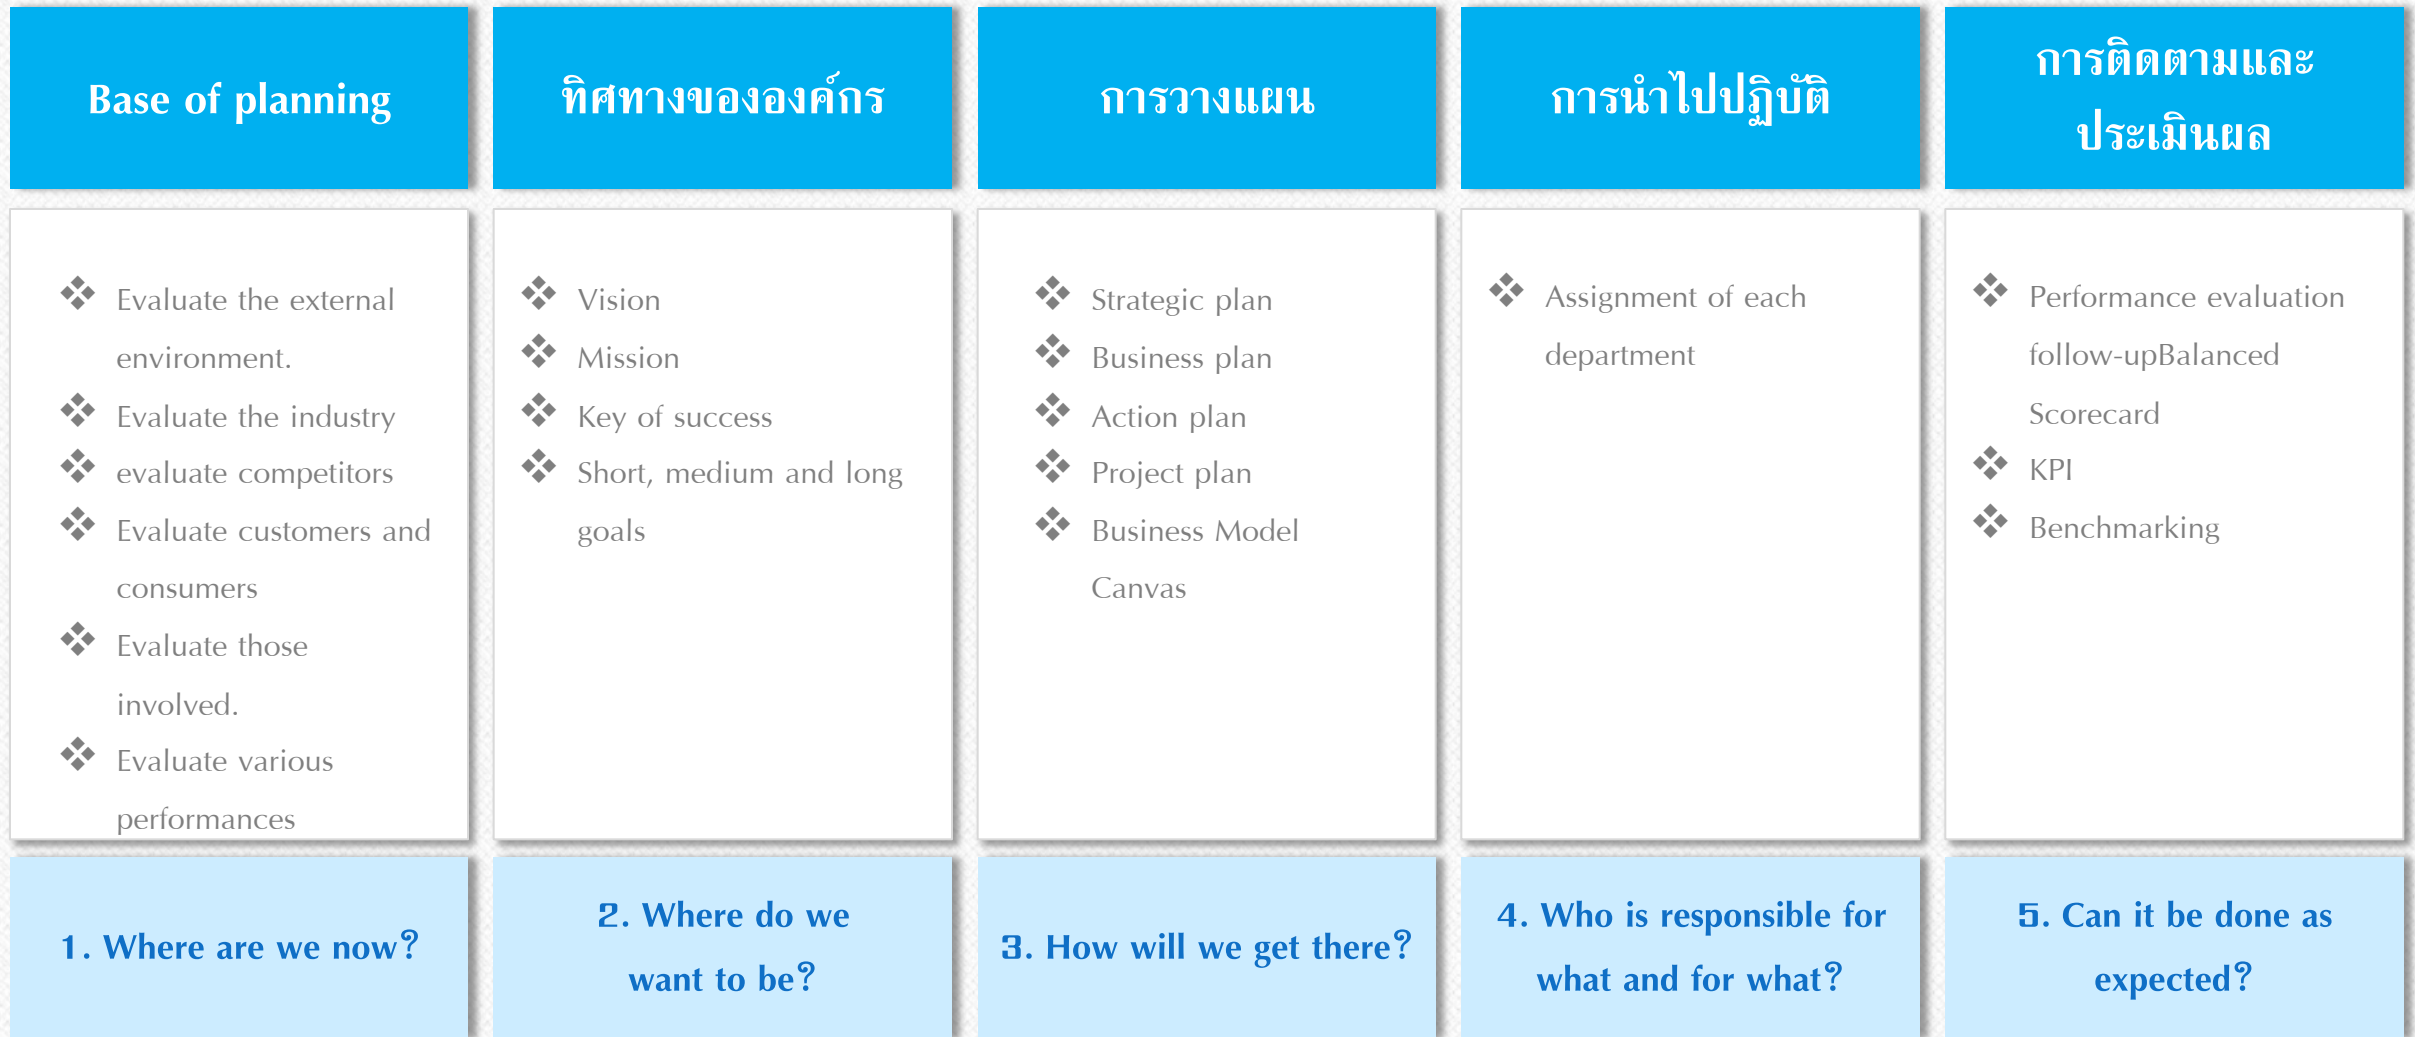 Base of planning
ทิศทางขององค์กร
การวางแผน
การนำไปปฏิบัติ
การติดตามและ
ประเมินผล
Evaluate the external
environment.
Evaluate the industry
evaluate competitors
Evaluate customers and
consumers
Evaluate those
involved.
Evaluate various
performances
Vision
Mission
Key of success
Short, medium and long
goals
Strategic plan
Business plan
Action plan
Project plan
Business Model
Canvas
Assignment of each
department
Performance evaluation
follow-upBalanced
Scorecard
KPI
Benchmarking
1. Where are we now?
2. Where do we
want to be?
3. How will we get there?
4. Who is responsible for
what and for what?
5. Can it be done as
expected?